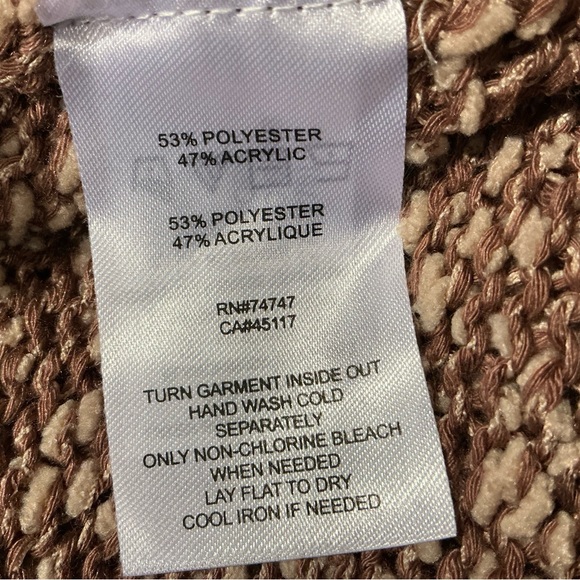 53% POLYESTER
47% ACRYLIC
53% POLYESTER
47% ACRYLIQUE
RN#74747
CA#45117
TURN GARMENT INSIDE OUT
HAND WASH COLD
SEPARATELY
ONLY NON-CHLORINE BLEACH
WHEN NEEDED
LAY FLAT TO DRY
COOL IRON IF NEEDED